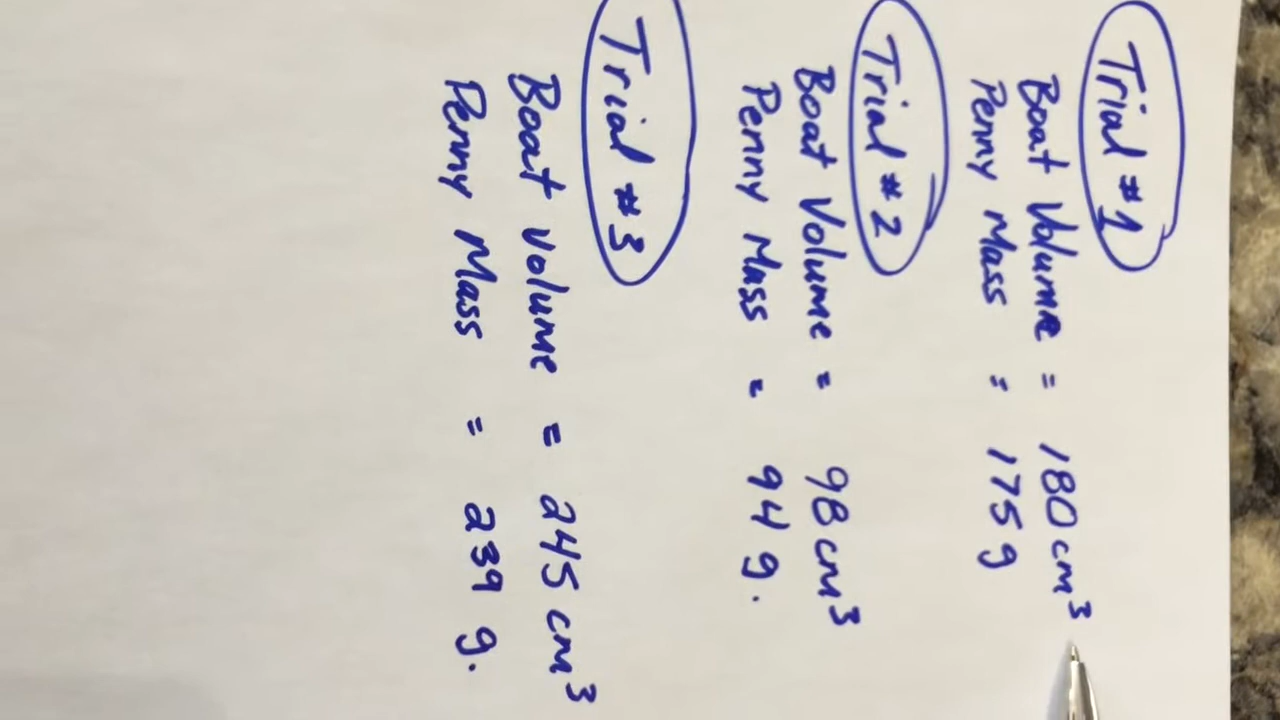 Trial #1
Boat Volume = 180 cm³
Penny Mass = 175 g
Trial #2
Boat Volume = 98 cm³
Penny Mass = 94 g.
Trial #3
Boat Volume = 245 cm³
Penny Mass = 239 g.